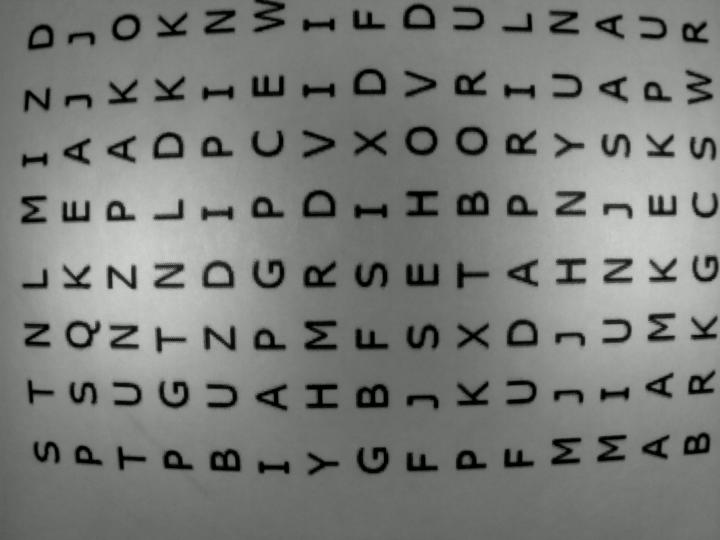 S T N L M I Z D
P S Q K E A J J
T U N Z P A K O
P G T N L D K K
B U Z D I P I N
I A P G P C E W
Y H M R D V I I
G B F S I X D F
F J S E H O V D
P K X T B O R U
F U D A P R I L
M J J H N Y U N
M I U N J S A A
A A M K E K P U
B R K G C S W R